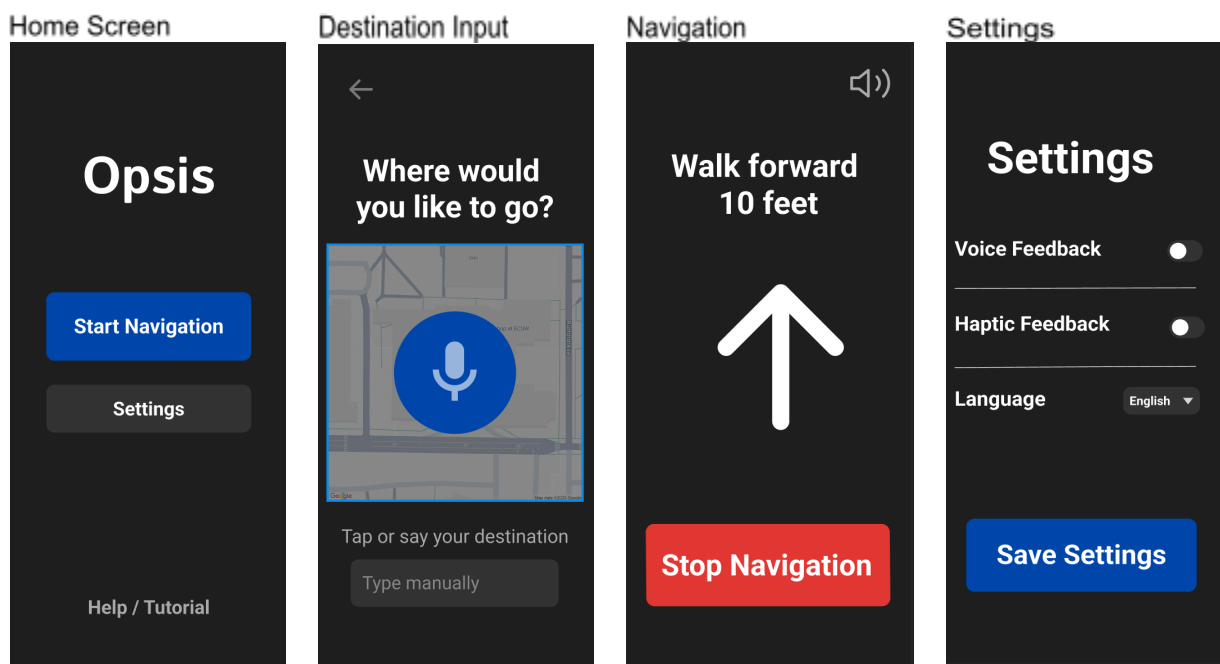 Home Screen
Opsis
Start Navigation
Settings
Help / Tutorial
Destination Input
Where would
you like to go?
Google
Tap or say your destination
Type manually
Navigation
Walk forward
10 feet
Stop Navigation
Settings
Settings
Voice Feedback
Haptic Feedback
Language
English
Save Settings